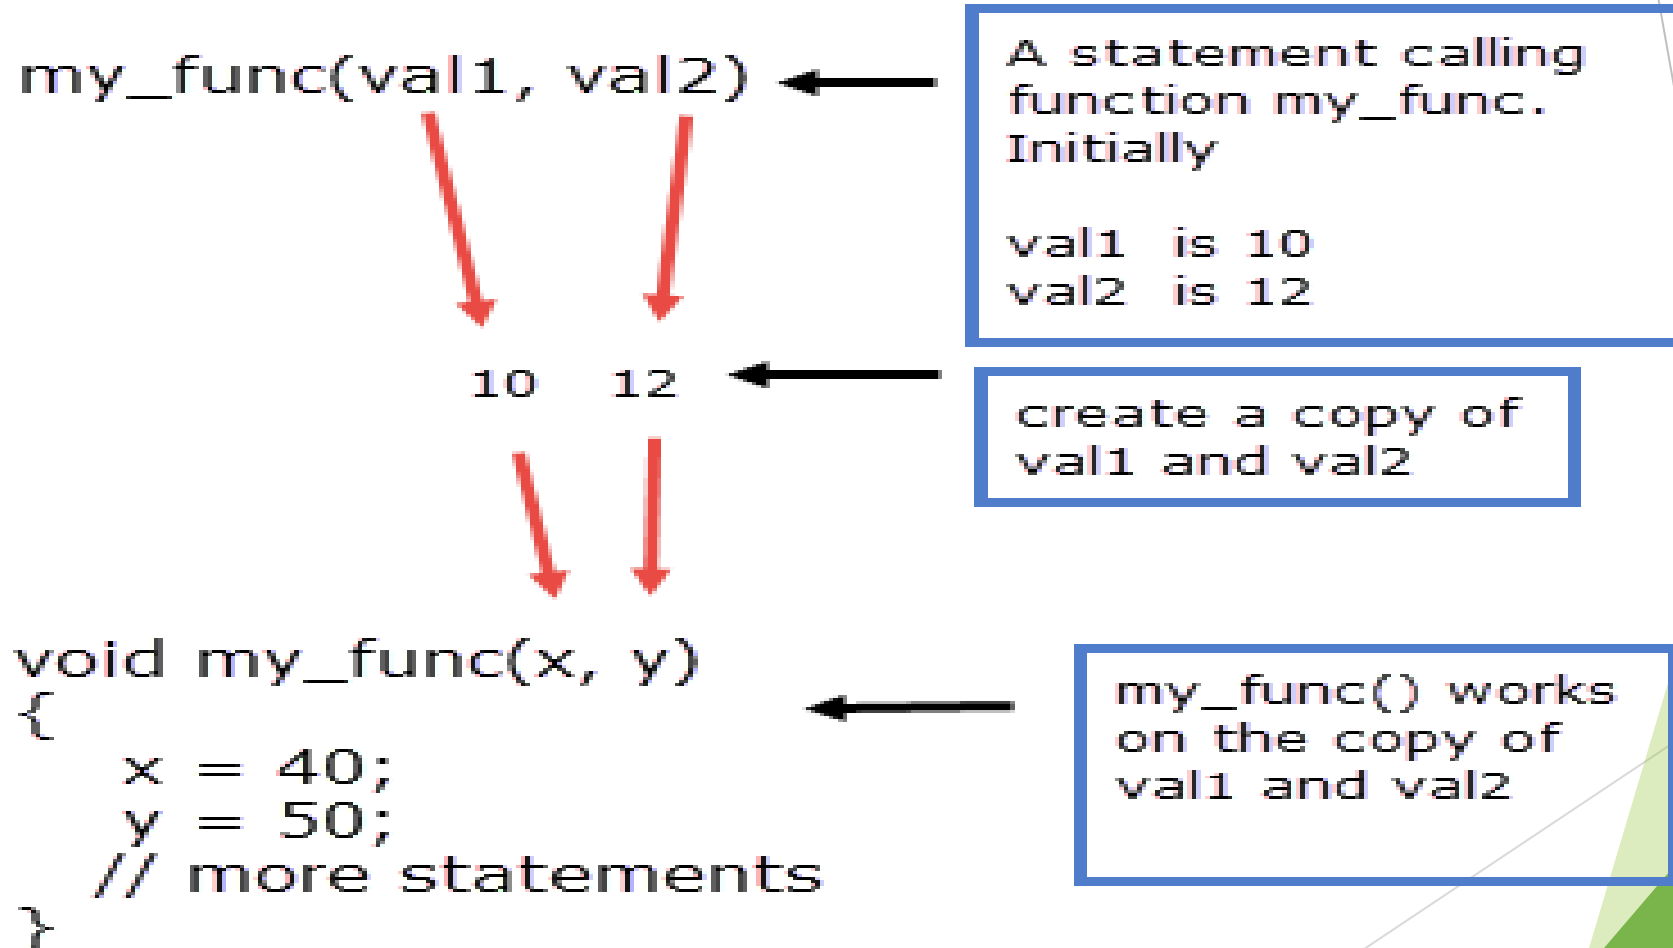 my_func(val1, val2)
A statement calling
function my_func.
Initially
val1 is 10
val2 is 12
10 12
create a copy of
val1 and val2
void my_func(x, y)
{
x = 40;
y = 50;
// more statements
}
my_func() works
on the copy of
val1 and val2